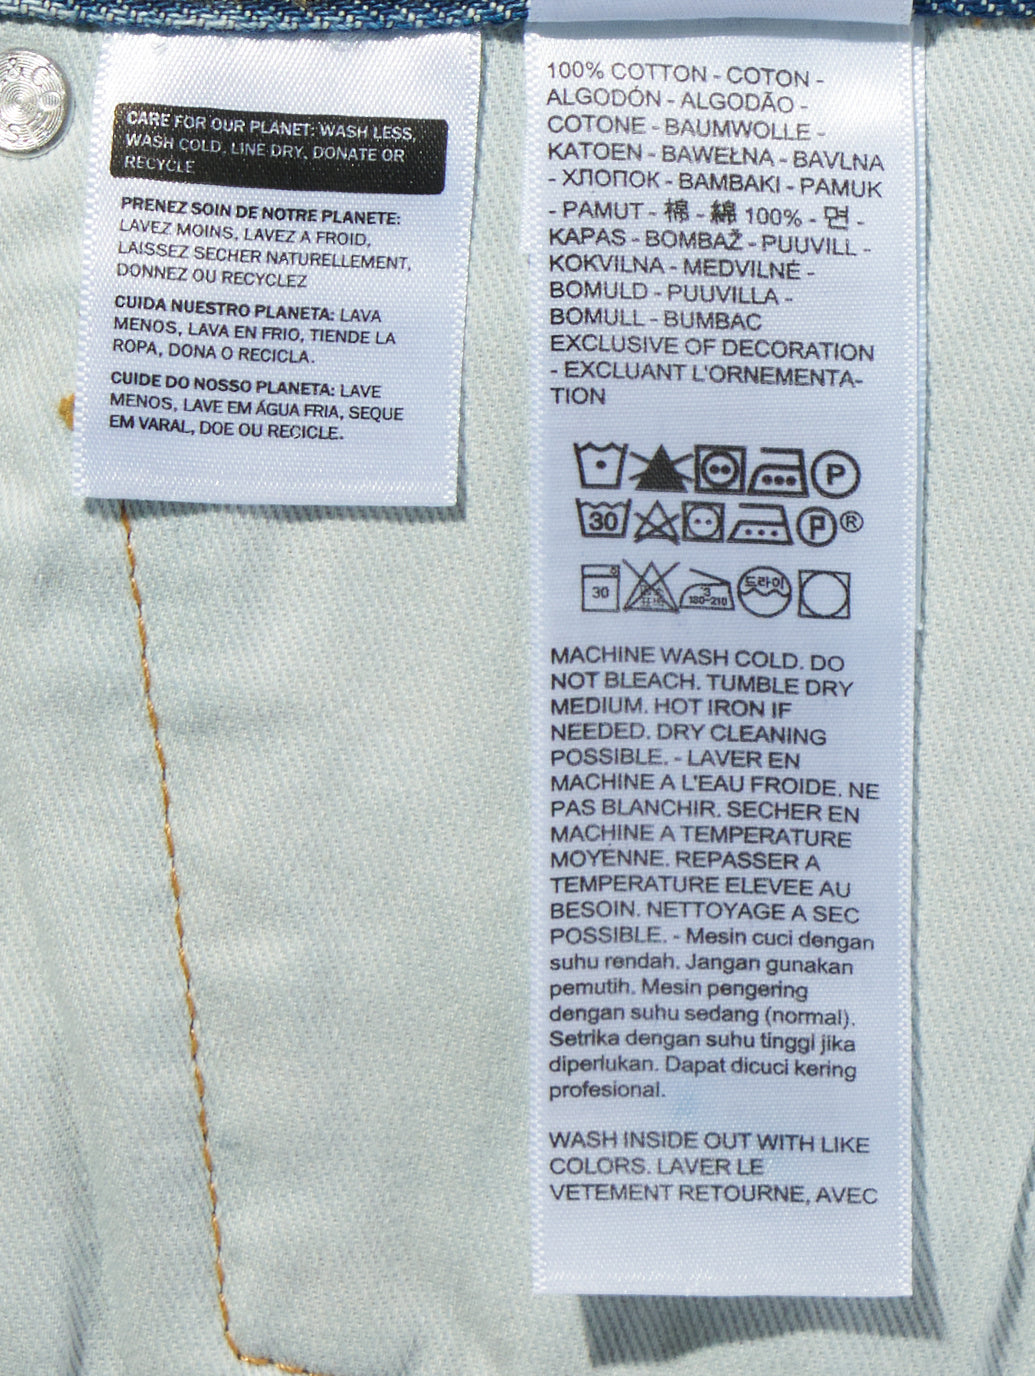 CARE FOR OUR PLANET: WASH LESS,
WASH COLD, LINE DRY, DONATE OR
RECYCLE
PRENEZ SOIN DE NOTRE PLANETE:
LAVEZ MOINS, LAVEZ A FROID,
LAISSEZ SECHER NATURELLEMENT,
DONNEZ OU RECYCLEZ
CUIDA NUESTRO PLANETA: LAVA
MENOS, LAVA EN FRIO, TIENDE LA
ROPA, DONA O RECICLA.
CUIDE DO NOSSO PLANETA: LAVE
MENOS, LAVE EM ÁGUA FRIA, SEQUE
EM VARAL, DOE OU RECICLE.
100% COTTON - COTON -
ALGODÓN - ALGODÃO -
COTONE - BAUMWOLLE -
KATOEN - BAWEŁNA - BAVLNA
- ХЛОПОК - BAMBAKI - PAMUK
- PAMUT - 棉 - 綿 100% - 면 -
KAPAS - BOMBAŽ - PUUVILL -
KOKVILNA - MEDVILNĖ -
BOMULD - PUUVILLA -
BOMULL - BUMBAC
EXCLUSIVE OF DECORATION
- EXCLUANT L'ORNEMENTA-
TION
P
30 P ®
30 3 180~210 드라이
MACHINE WASH COLD. DO
NOT BLEACH. TUMBLE DRY
MEDIUM. HOT IRON IF
NEEDED. DRY CLEANING
POSSIBLE. - LAVER EN
MACHINE A L'EAU FROIDE. NE
PAS BLANCHIR. SECHER EN
MACHINE A TEMPERATURE
MOYENNE. REPASSER A
TEMPERATURE ELEVEE AU
BESOIN. NETTOYAGE A SEC
POSSIBLE. - Mesin cuci dengan
suhu rendah. Jangan gunakan
pemutih. Mesin pengering
dengan suhu sedang (normal).
Setrika dengan suhu tinggi jika
diperlukan. Dapat dicuci kering
profesional.
WASH INSIDE OUT WITH LIKE
COLORS. LAVER LE
VETEMENT RETOURNE, AVEC